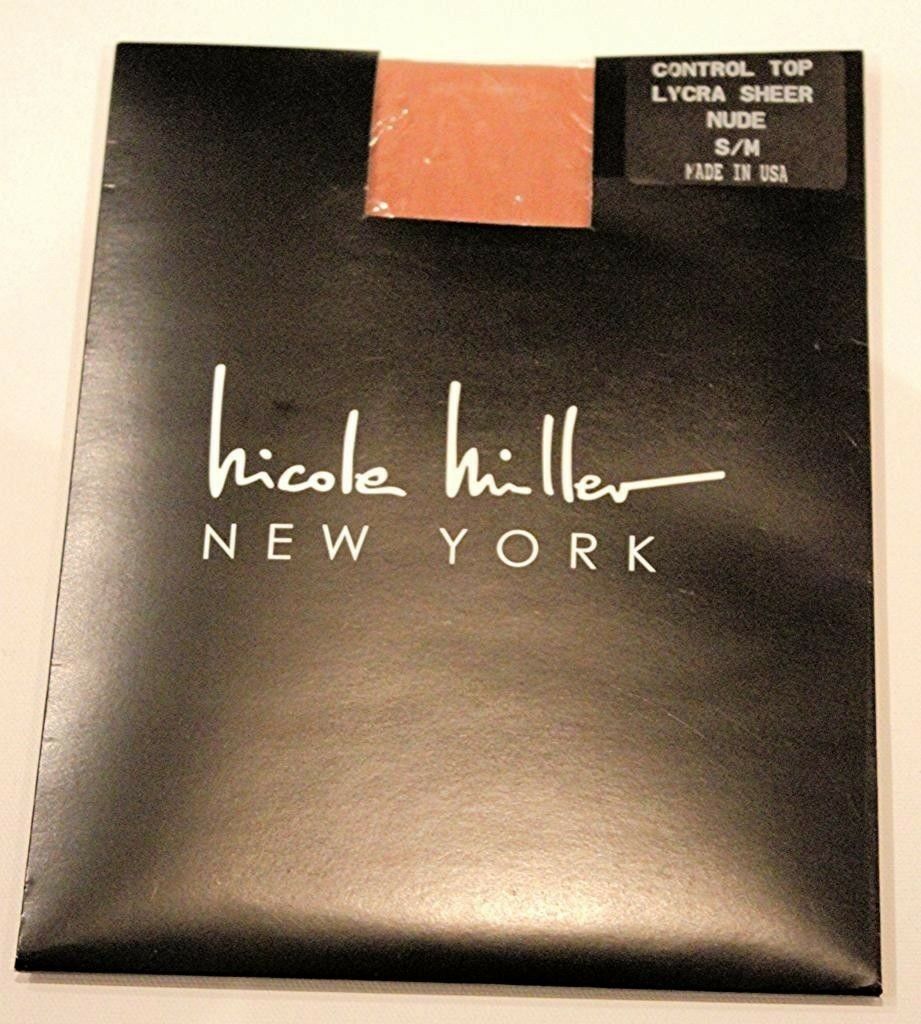 CONTROL TOP
LYCRA SHEER
NUDE
S/M
MADE IN USA
nicole miller
NEW YORK